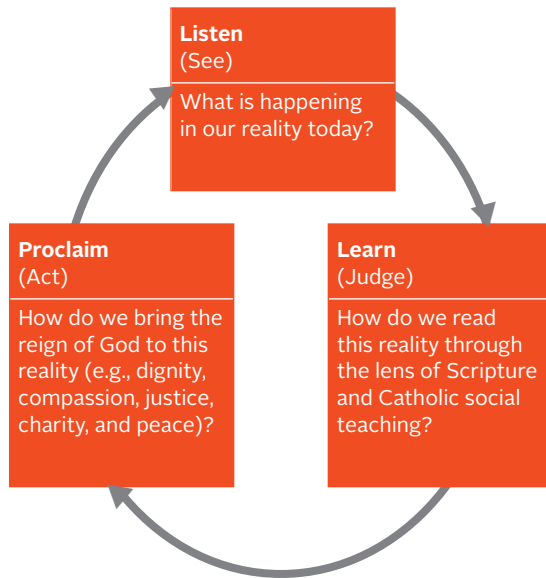 Listen
(See)
What is happening
in our reality today?
Learn
(Judge)
How do we read
this reality through
the lens of Scripture
and Catholic social
teaching?
Proclaim
(Act)
How do we bring the
reign of God to this
reality (e.g., dignity,
compassion, justice,
charity, and peace)?